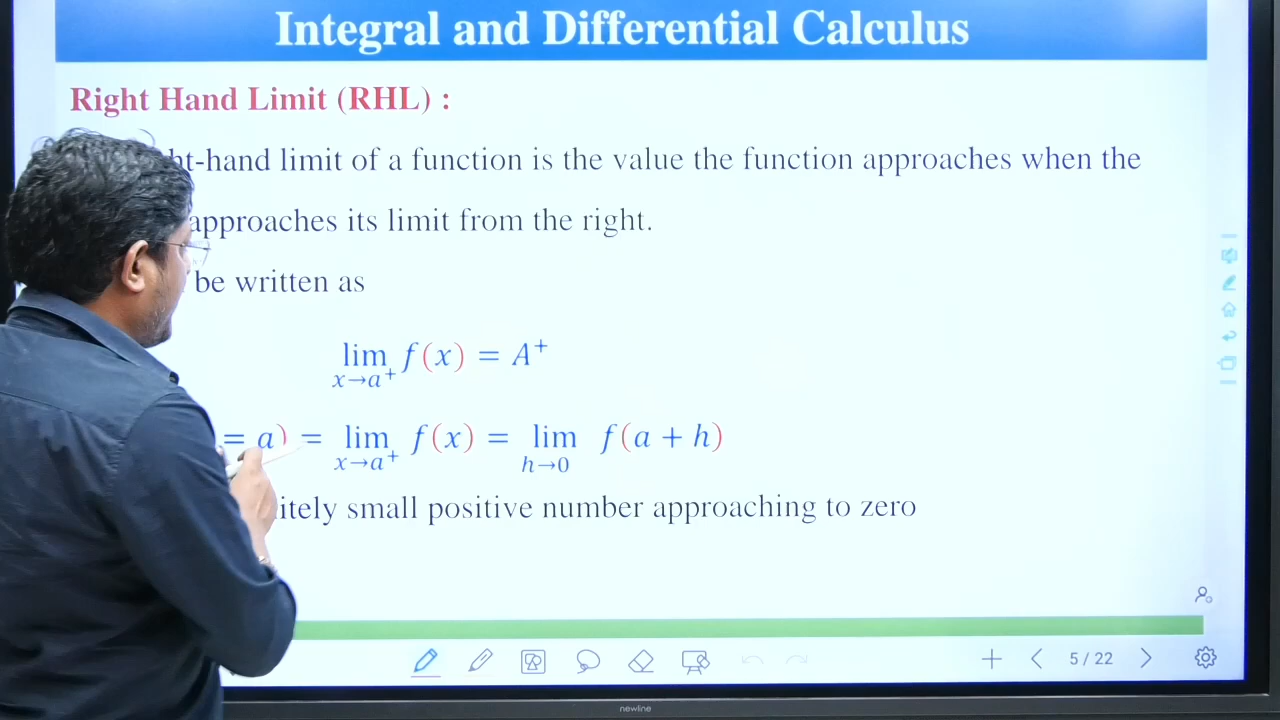 Integral and Differential Calculus
Right Hand Limit (RHL) :
ht-hand limit of a function is the value the function approaches when the
approaches its limit from the right.
be written as
lim f(x) = A⁺
x→a⁺
= a) = lim f(x) = lim f(a + h)
x→a⁺ h→0
itely small positive number approaching to zero
5 / 22
newline